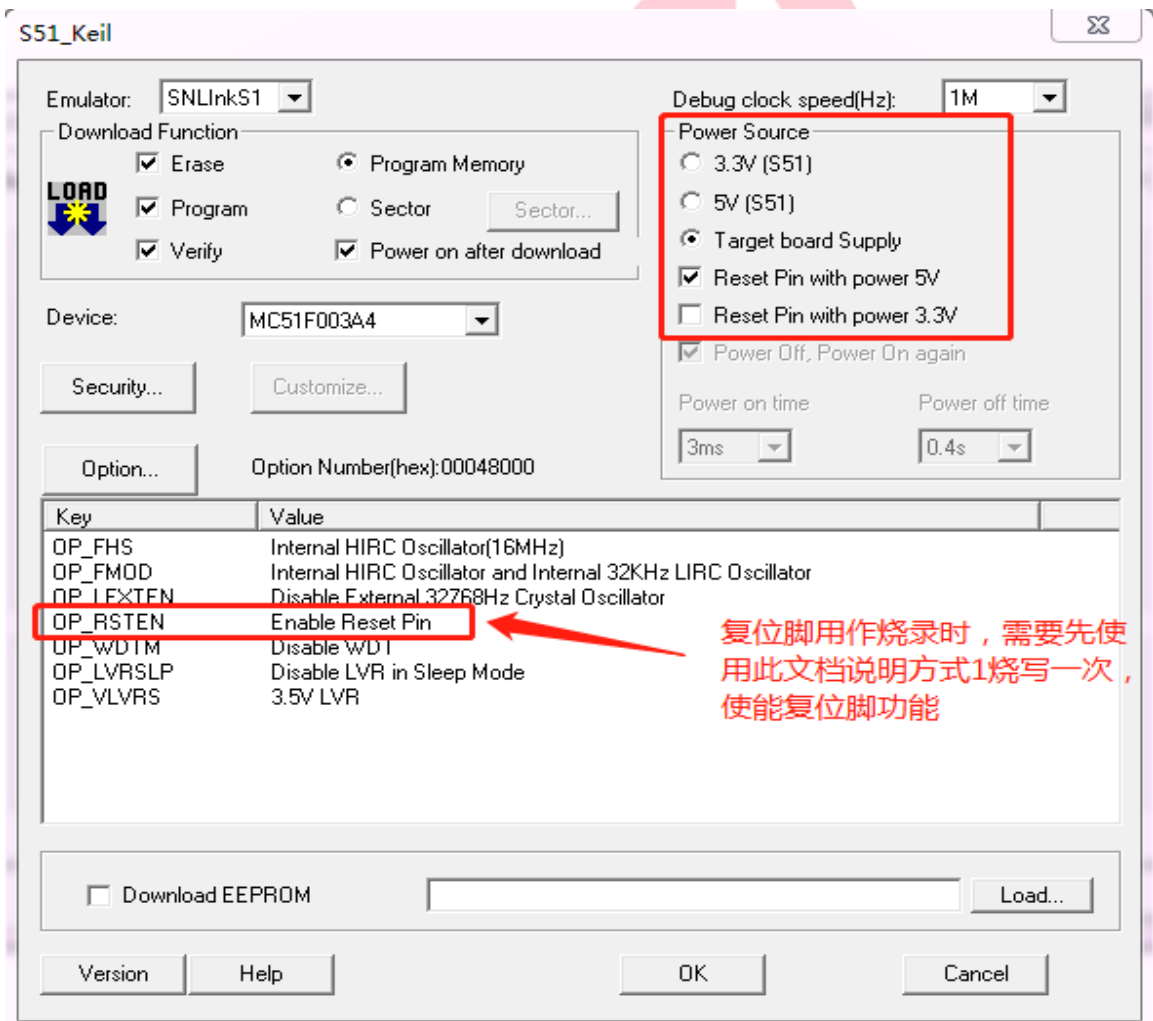 S51_Keil
Emulator: SNLInkS1
Debug clock speed(Hz): 1M
Download Function
Erase
Program Memory
LOAD
Program
Sector
Sector...
Verify
Power on after download
Power Source
3.3V (S51)
5V (S51)
Target board Supply
Reset Pin with power 5V
Reset Pin with power 3.3V
Power Off, Power On again
Power on time
Power off time
3ms
0.4s
Device: MC51F003A4
Security...
Customize...
Option...
Option Number(hex):00048000
Key Value
OP_FHS Internal HIRC Oscillator(16MHz)
OP_FMOD Internal HIRC Oscillator and Internal 32KHz LIRC Oscillator
OP_LEXTEN Disable External 32768Hz Crystal Oscillator
OP_RSTEN Enable Reset Pin
OP_WDTM Disable WDT
OP_LVRSLP Disable LVR in Sleep Mode
OP_VLVRS 3.5V LVR
复位脚用作烧录时，需要先使
用此文档说明方式1烧写一次，
使能复位脚功能
Download EEPROM
Load...
Version
Help
OK
Cancel